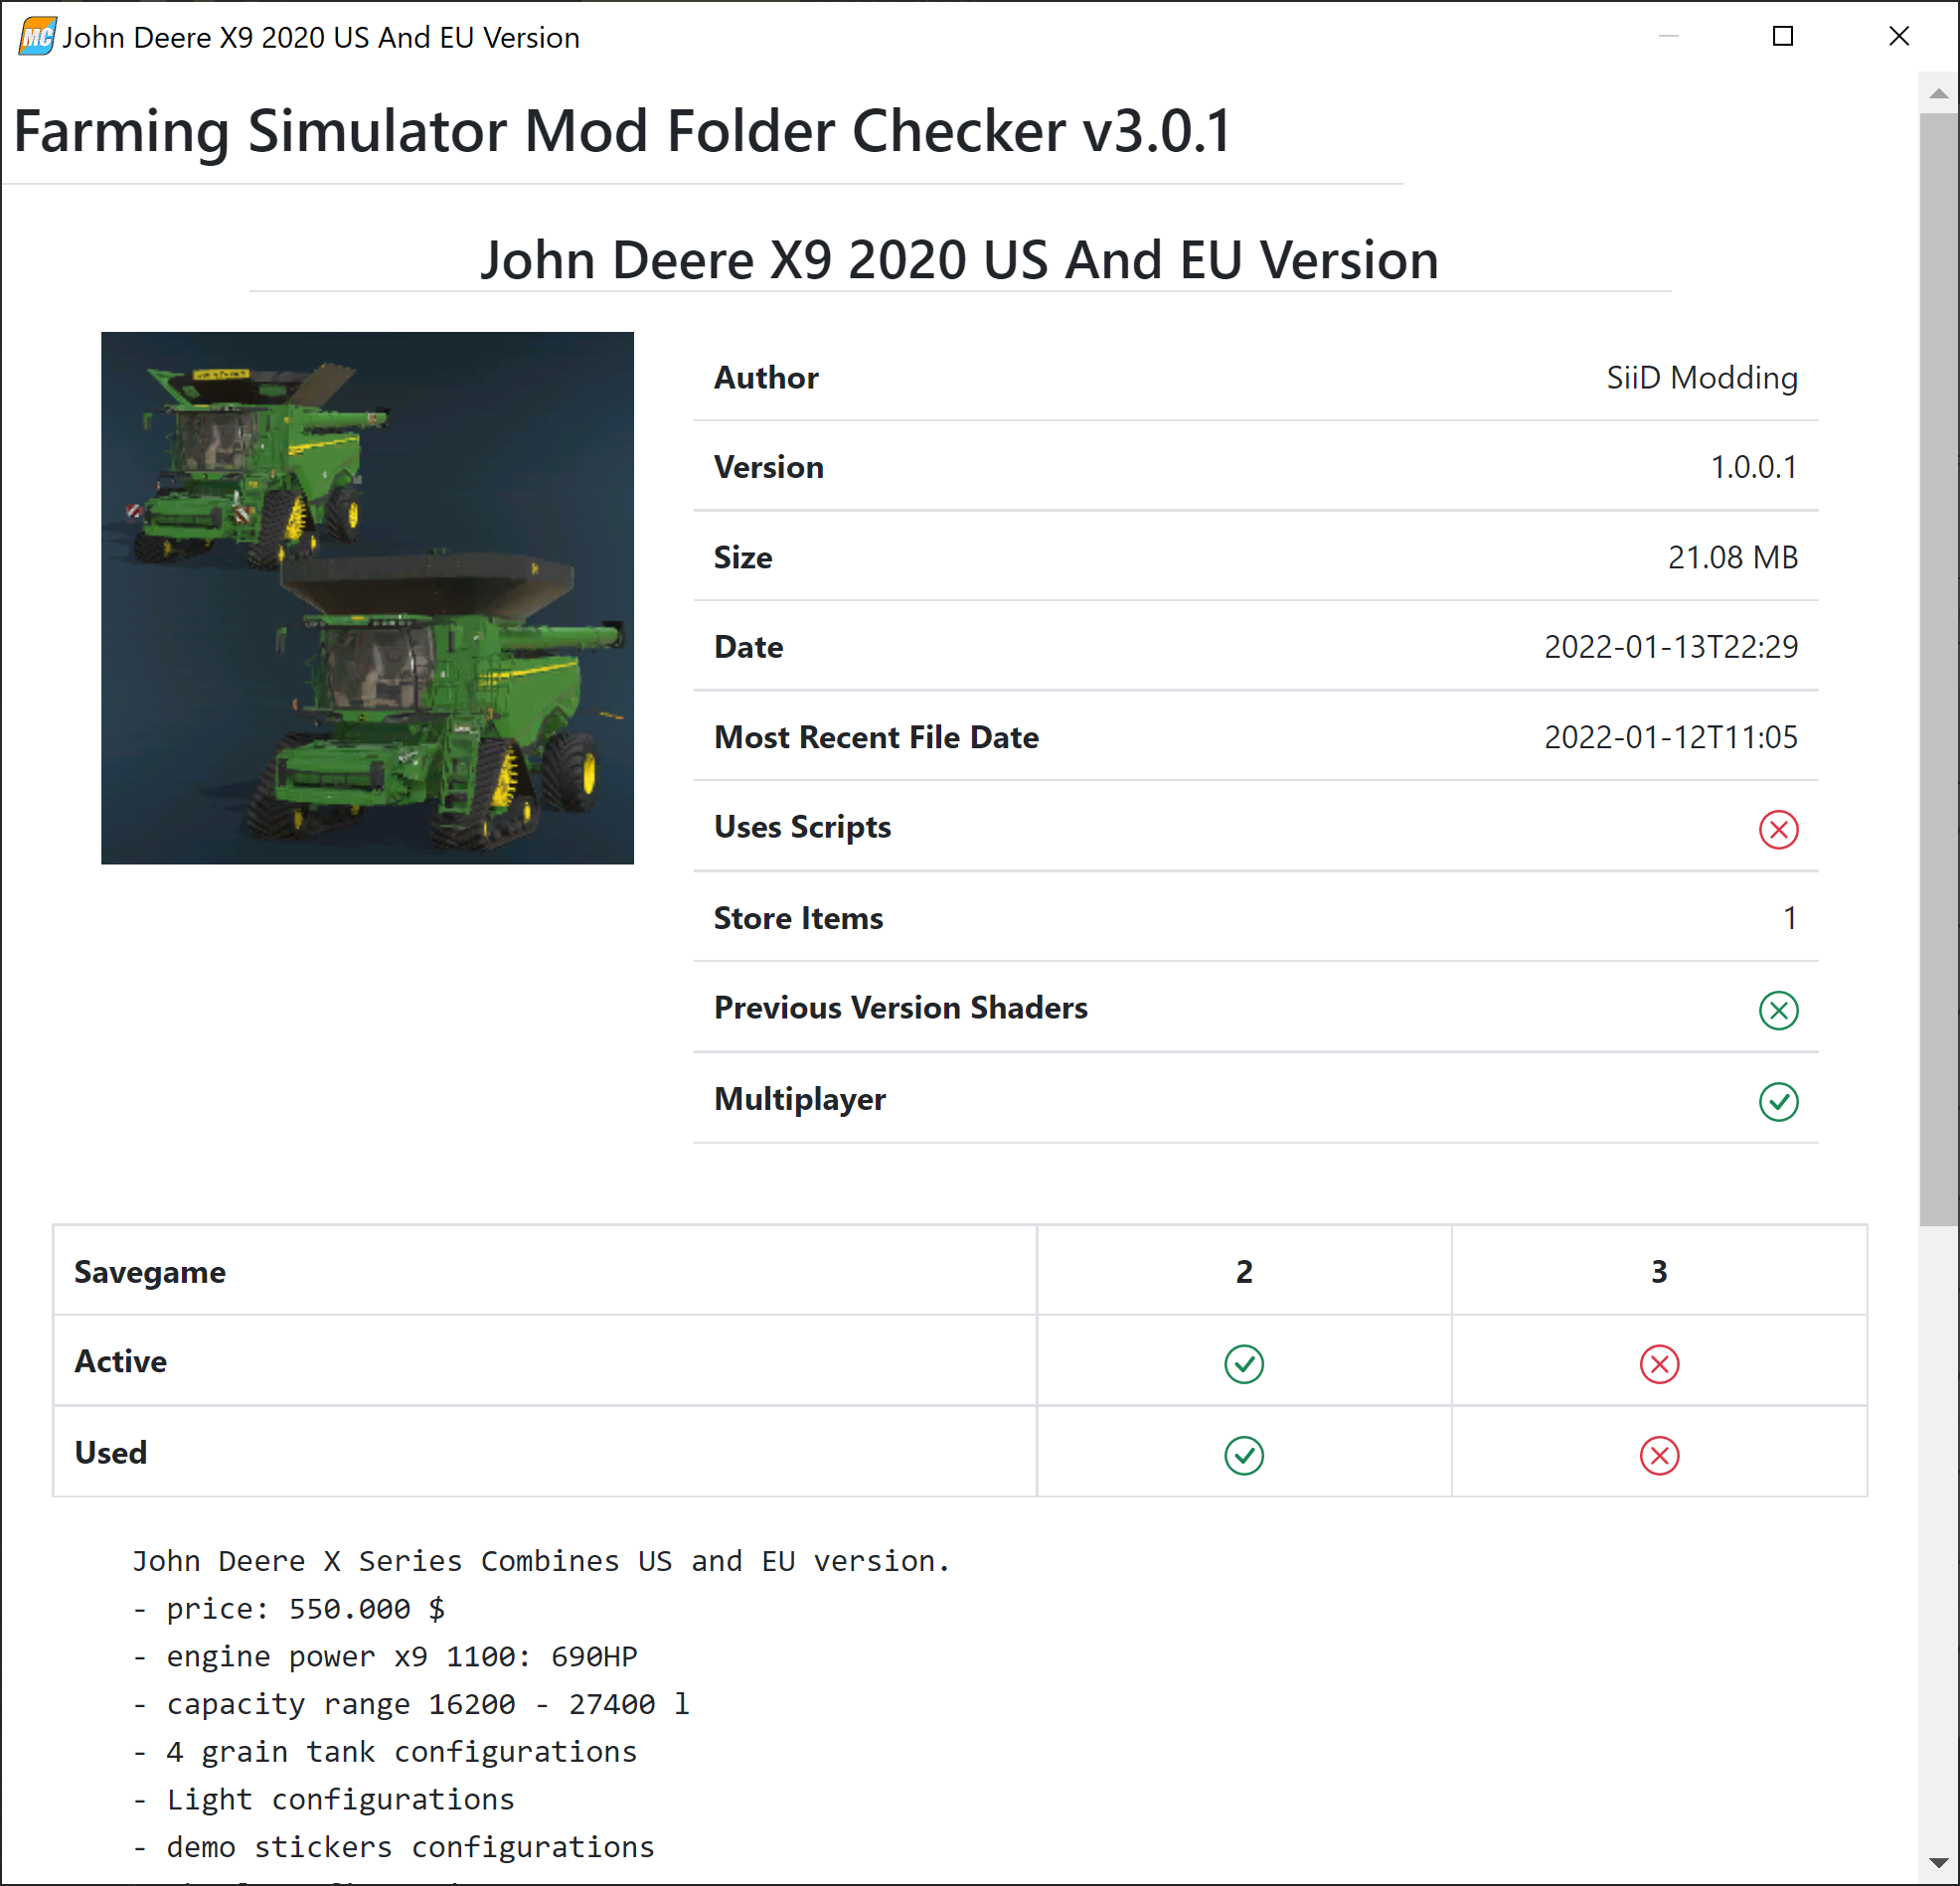 MC John Deere X9 2020 US And EU Version
Farming Simulator Mod Folder Checker v3.0.1
John Deere X9 2020 US And EU Version
Author SiiD Modding
Version 1.0.0.1
Size 21.08 MB
Date 2022-01-13T22:29
Most Recent File Date 2022-01-12T11:05
Uses Scripts
Store Items 1
Previous Version Shaders
Multiplayer
Savegame 2 3
Active
Used
John Deere X Series Combines US and EU version.
- price: 550.000 $
- engine power x9 1100: 690HP
- capacity range 16200 - 27400 l
- 4 grain tank configurations
- Light configurations
- demo stickers configurations